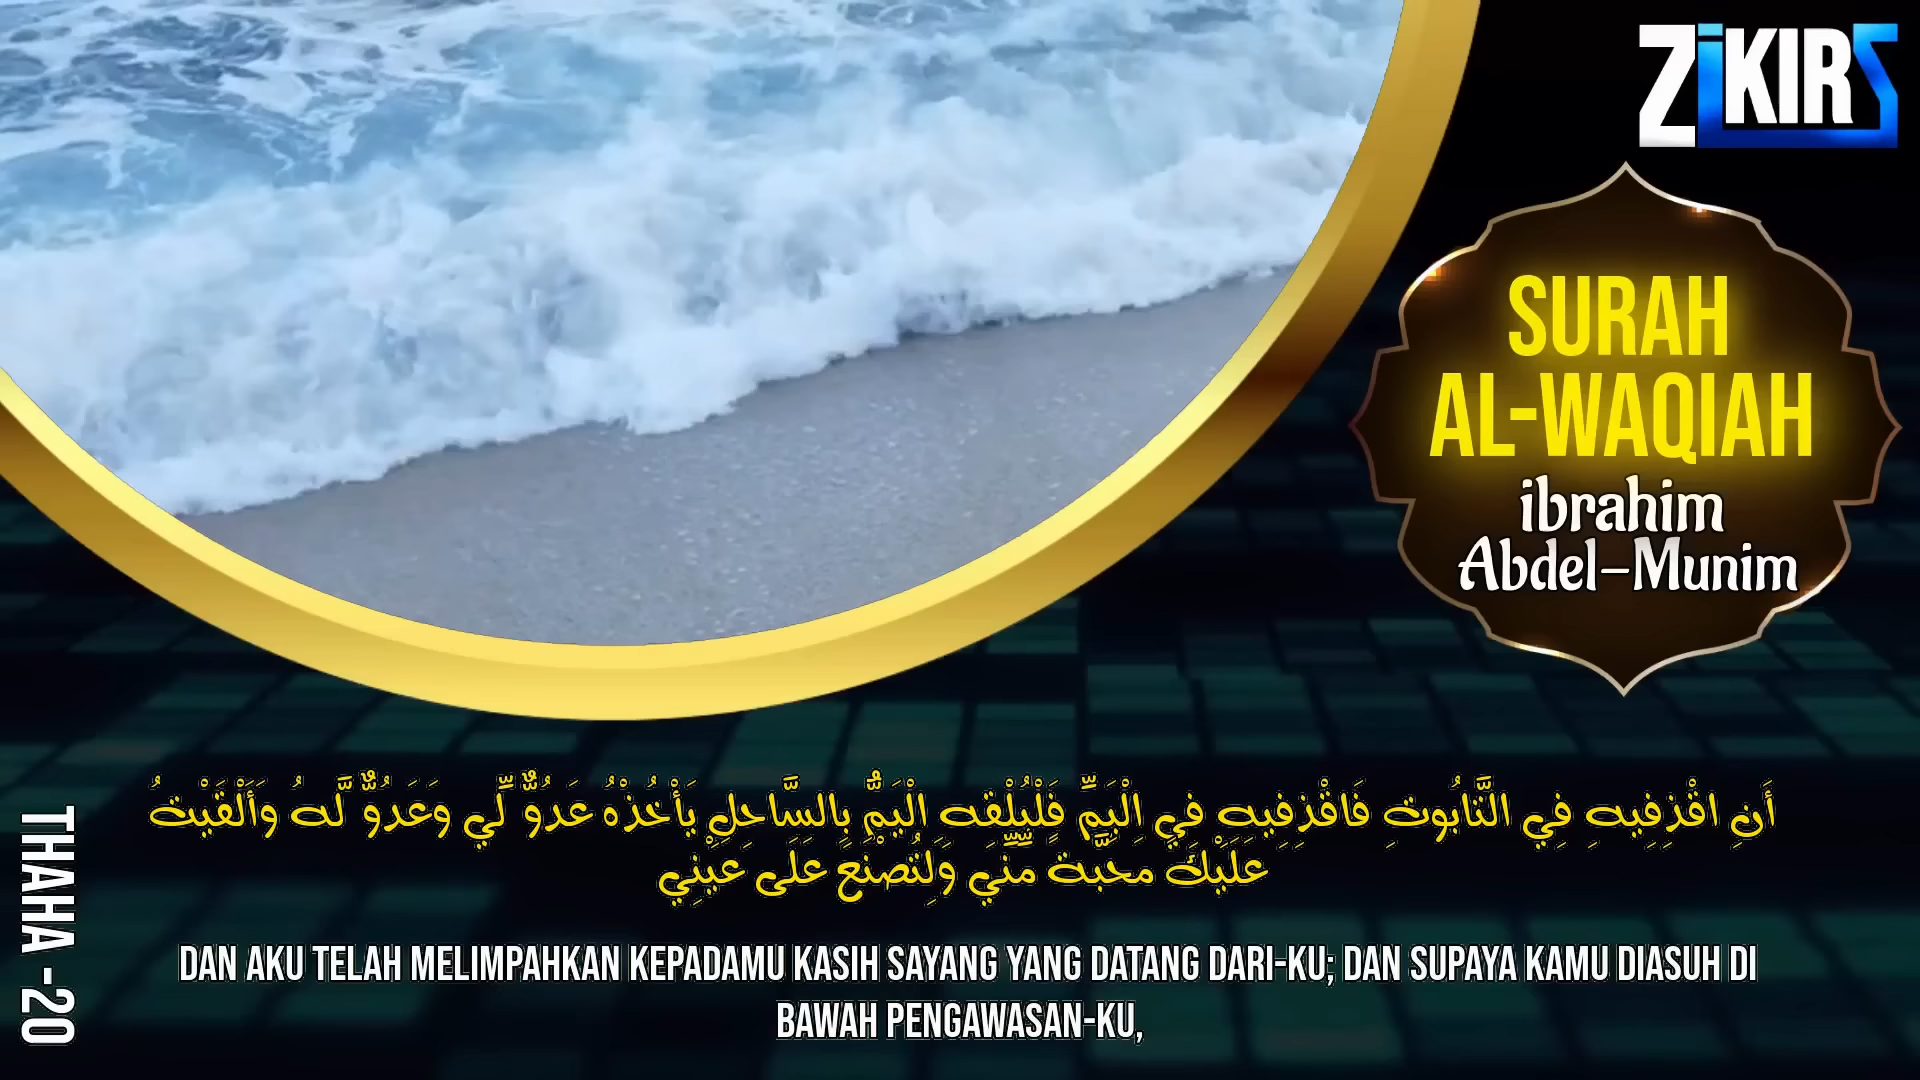 ZiKIRS
SURAH
AL-WAQIAH
ibrahim
Abdel-Munim
أَنِ اقْذِفِيهِ فِي التَّابُوتِ فَاقْذِفِيهِ فِي الْيَمِّ فَلْيُلْقِهِ الْيَمُّ بِالسَّاحِلِ يَأْخُذْهُ عَدُوٌّ لِّي وَعَدُوٌّ لَّهُ وَأَلْقَيْتُ
عَلَيْكَ مَحَبَّةً مِّنِّي وَلِتُصْنَعَ عَلَى عَيْنِي
DAN AKU TELAH MELIMPAHKAN KEPADAMU KASIH SAYANG YANG DATANG DARI-KU; DAN SUPAYA KAMU DIASUH DI
BAWAH PENGAWASAN-KU,
THAHA -20